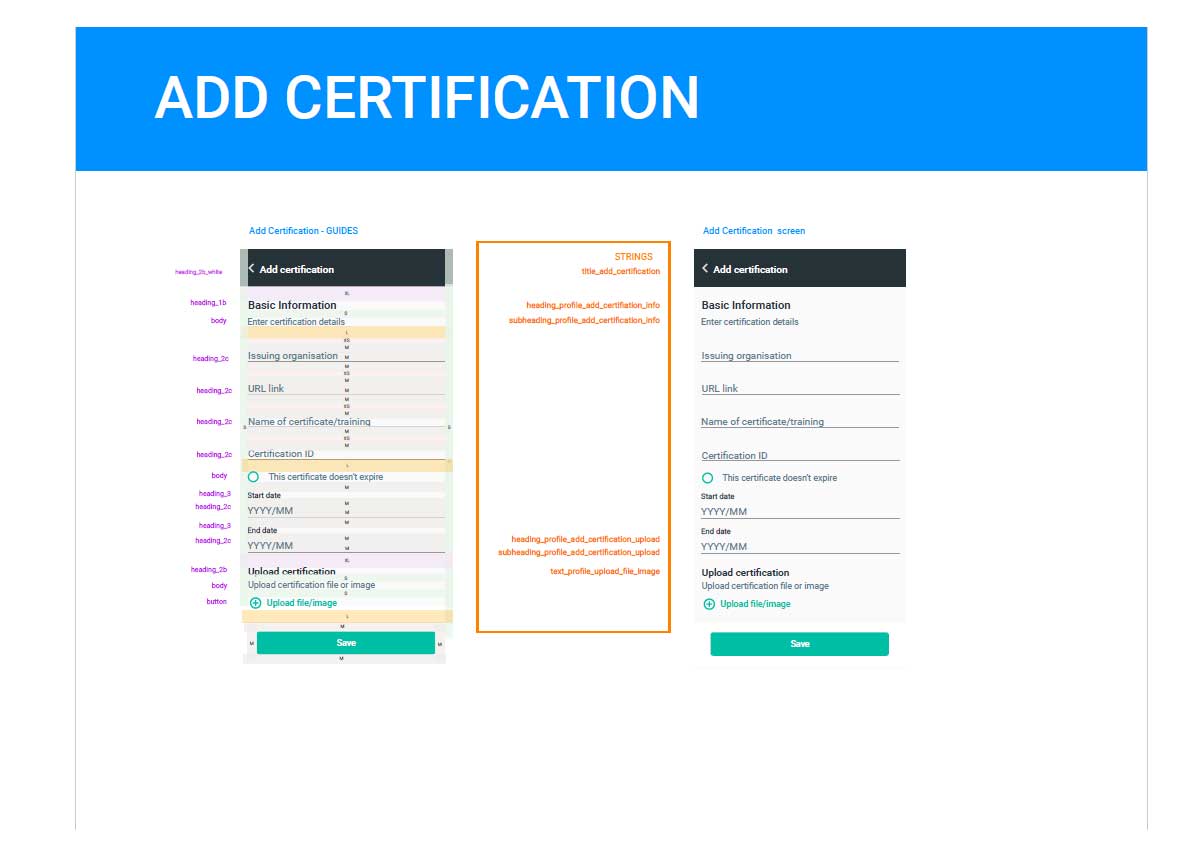 ADD CERTIFICATION
Add Certification - GUIDES
heading_2b_white
heading_1b
body
heading_2c
heading_2c
heading_2c
heading_2c
body
heading_3
heading_2c
heading_3
heading_2c
heading_2b
body
button
Add certification
XL
Basic Information
S
Enter certification details
L
XS
M
Issuing organisation M
M
XS
M
URL link M
M
XS
M
Name of certificate/training
S M S
XS
M
Certification ID
L
This certificate doesn't expire
M
Start date
M
YYYY/MM M
M
End date
M
YYYY/MM M
XL
Upload certification
S
Upload certification file or image
S
Upload file/image
L
M
M Save M
M
STRINGS
title_add_certification
heading_profile_add_certifiation_info
subheading_profile_add_certification_info
heading_profile_add_certification_upload
subheading_profile_add_certification_upload
text_profile_upload_file_image
Add Certification screen
Add certification
Basic Information
Enter certification details
Issuing organisation
URL link
Name of certificate/training
Certification ID
This certificate doesn't expire
Start date
YYYY/MM
End date
YYYY/MM
Upload certification
Upload certification file or image
Upload file/image
Save